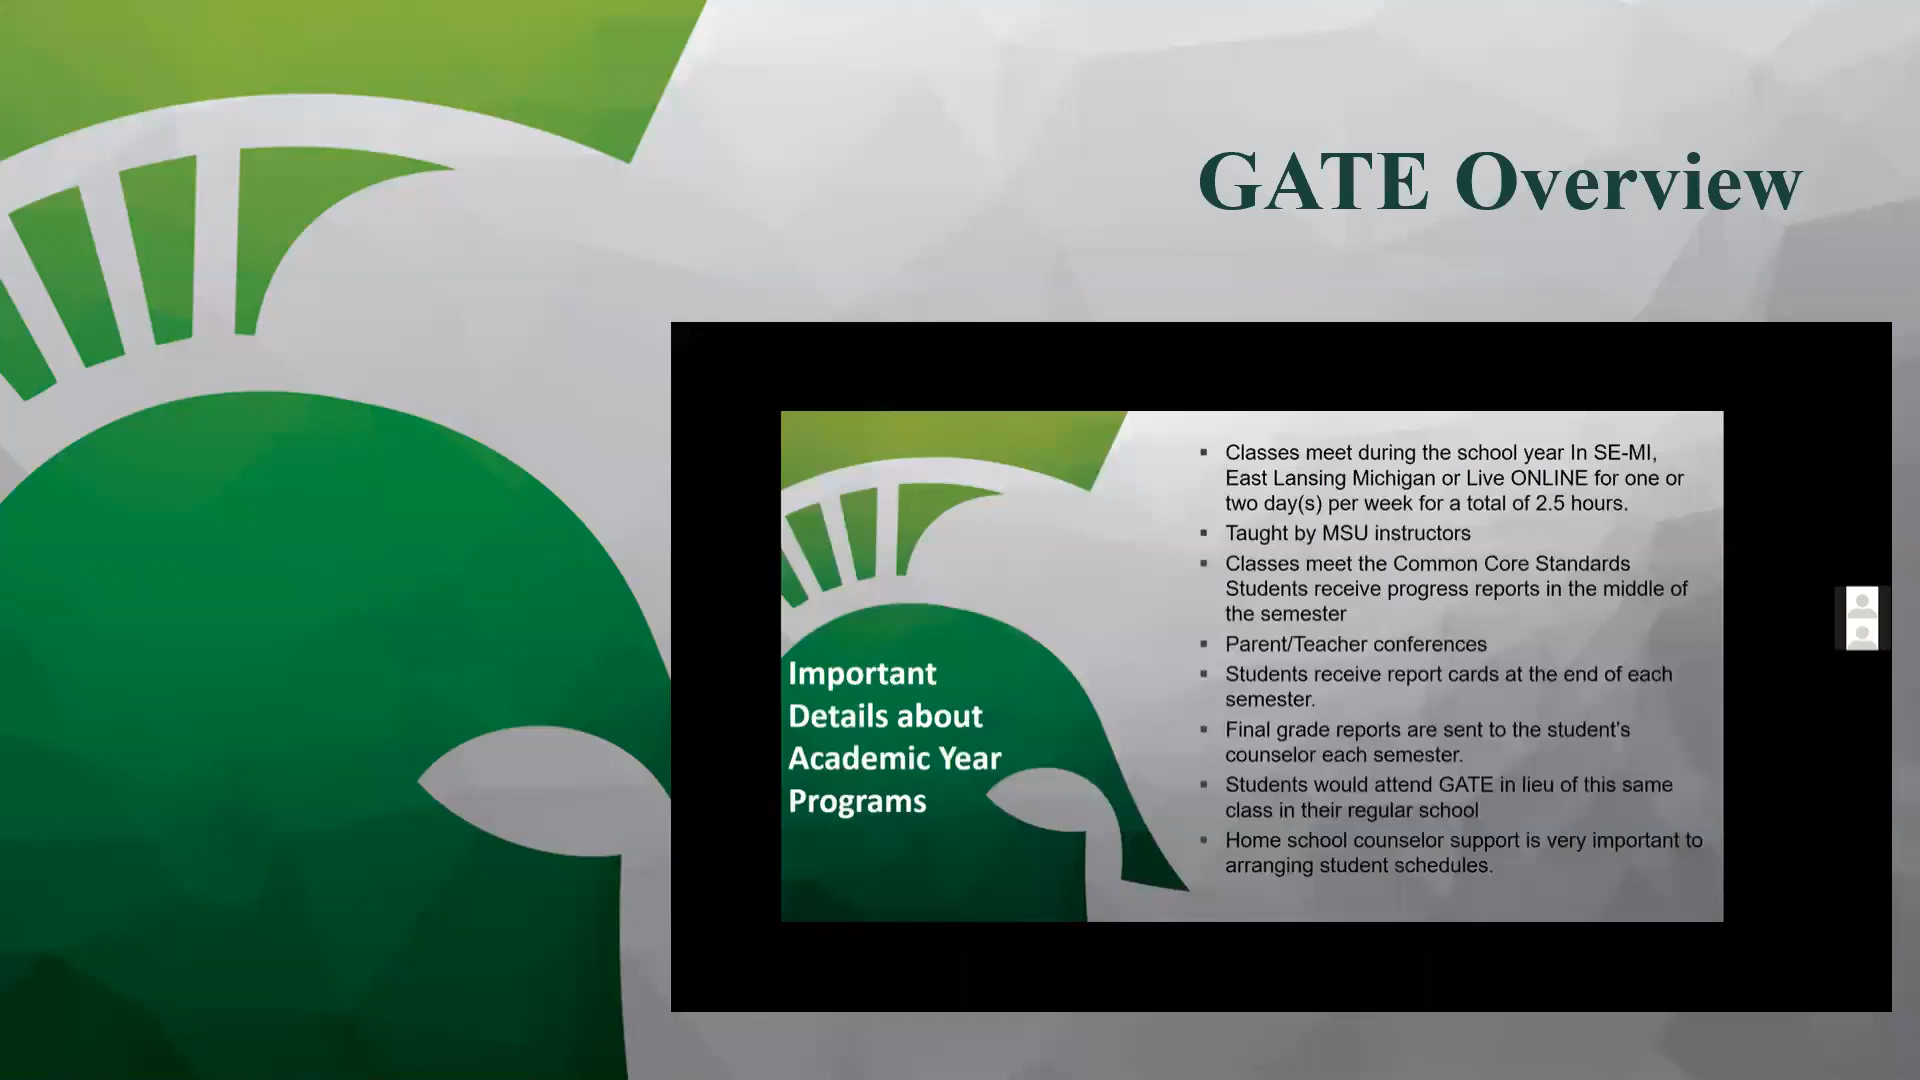 GATE Overview
Important
Details about
Academic Year
Programs
▪ Classes meet during the school year In SE-MI,
East Lansing Michigan or Live ONLINE for one or
two day(s) per week for a total of 2.5 hours.
▪ Taught by MSU instructors
▪ Classes meet the Common Core Standards
Students receive progress reports in the middle of
the semester
▪ Parent/Teacher conferences
▪ Students receive report cards at the end of each
semester.
▪ Final grade reports are sent to the student’s
counselor each semester.
▪ Students would attend GATE in lieu of this same
class in their regular school
▪ Home school counselor support is very important to
arranging student schedules.